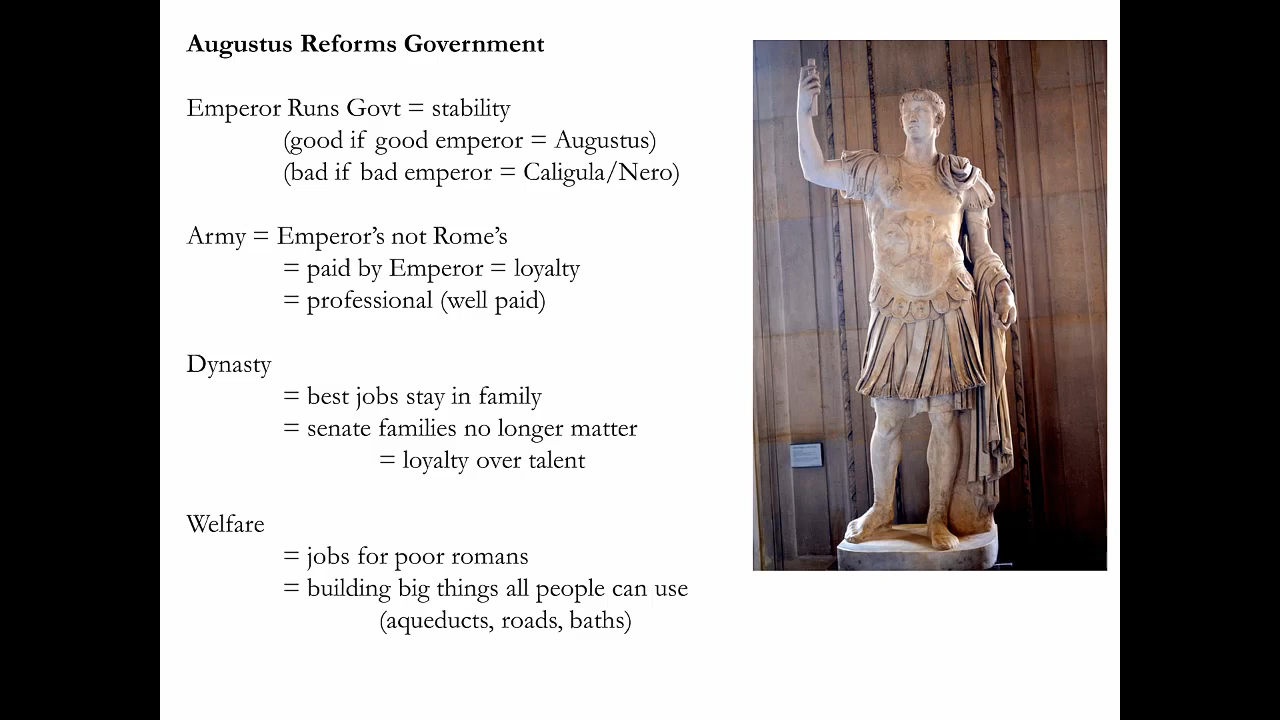 Augustus Reforms Government
Emperor Runs Govt = stability
(good if good emperor = Augustus)
(bad if bad emperor = Caligula/Nero)
Army = Emperor’s not Rome’s
= paid by Emperor = loyalty
= professional (well paid)
Dynasty
= best jobs stay in family
= senate families no longer matter
= loyalty over talent
Welfare
= jobs for poor romans
= building big things all people can use
(aqueducts, roads, baths)